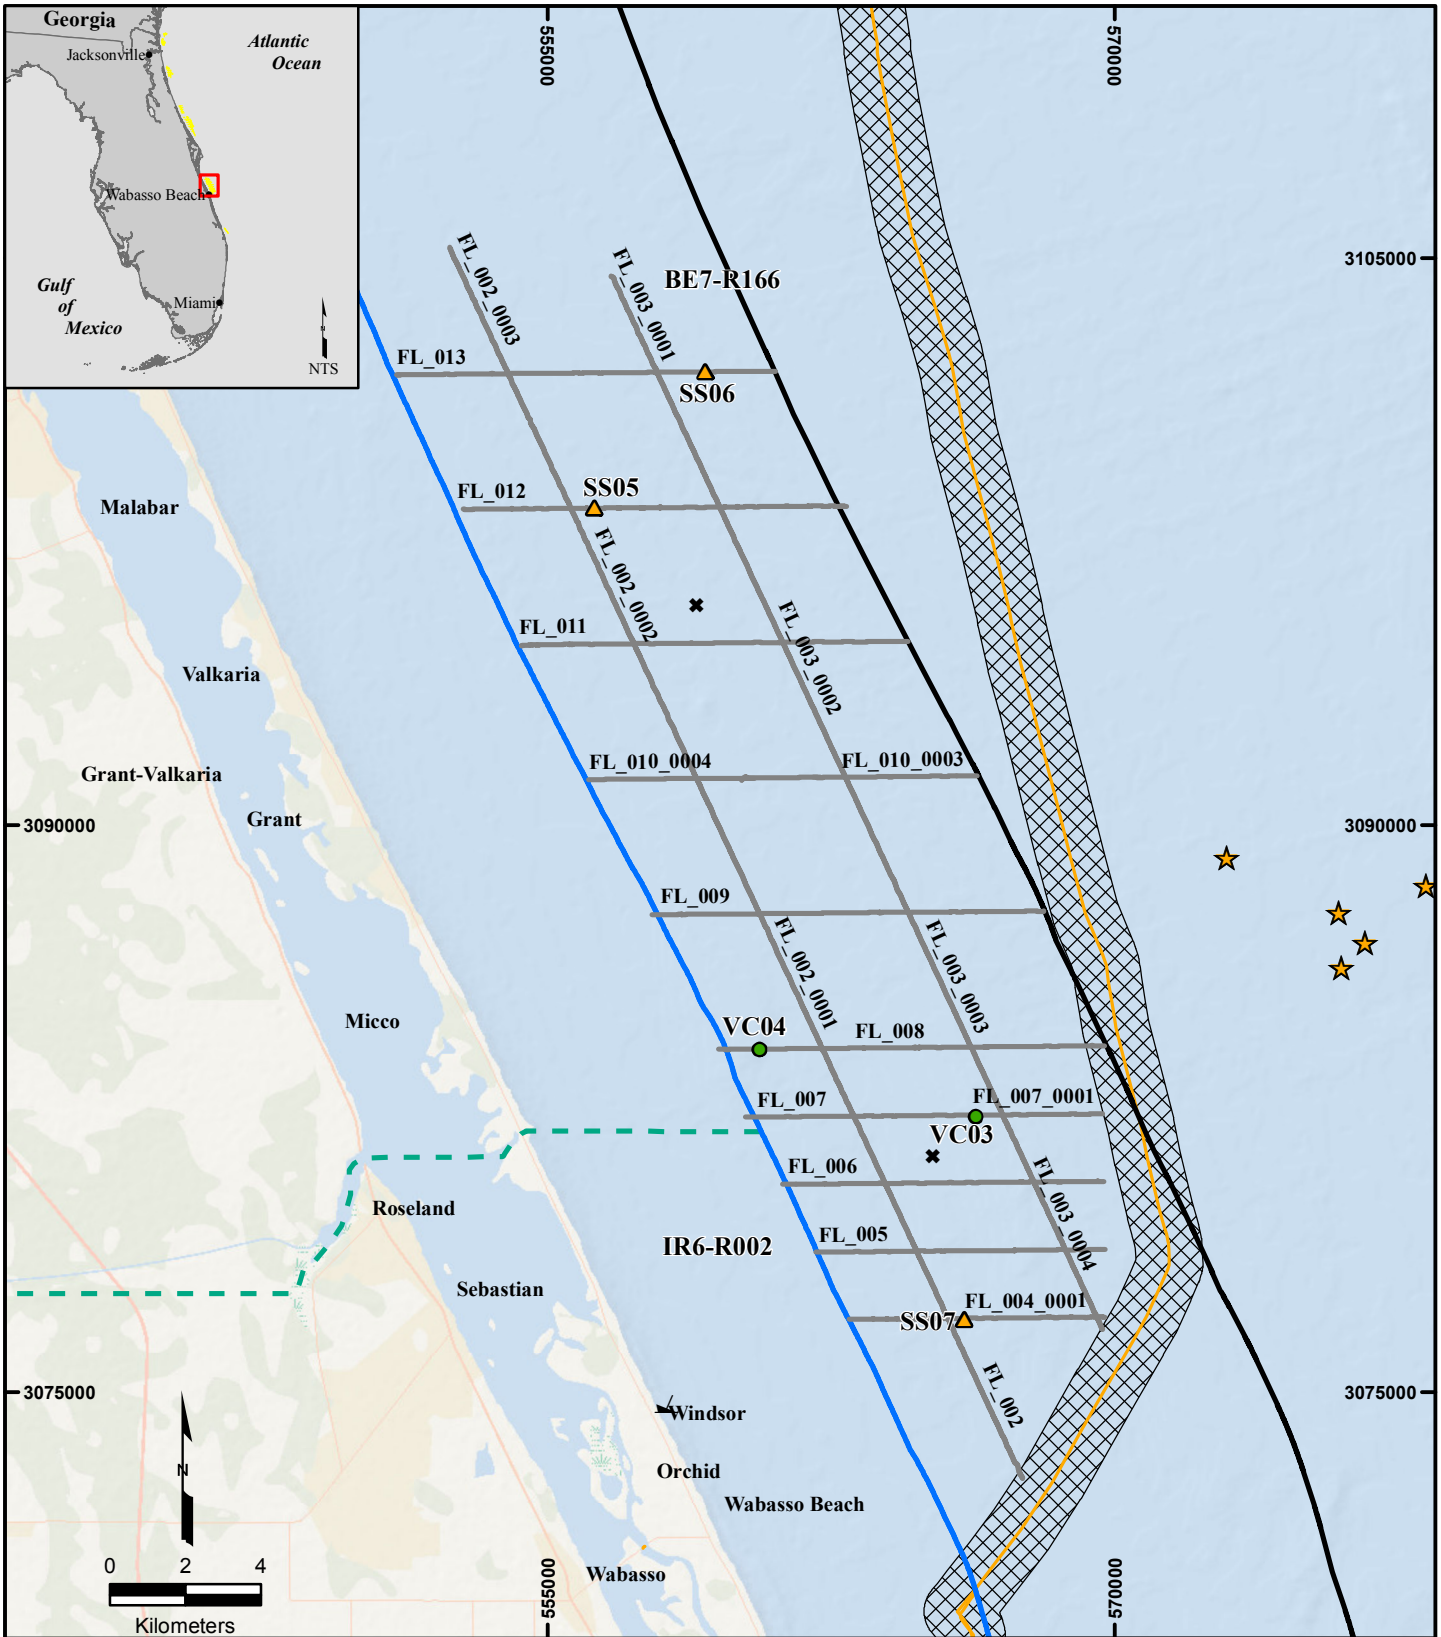 Georgia
Jacksonville
Atlantic
Ocean
Wabasso Beach
Gulf
of
Mexico
Miami
NTS
555000
570000
3105000
FL_002_0003
FL_003_0001
BE7-R166
FL_013
SS06
FL_012
SS05
Malabar
FL_002_0002
FL_011
FL_003_0002
Valkaria
FL_010_0004
FL_010_0003
Grant-Valkaria
Grant
3090000
3090000
FL_009
FL_002_0001
FL_003_0003
Micco
VC04
FL_008
FL_007
FL_007_0001
VC03
FL_006
FL_003_0004
Roseland
FL_005
IR6-R002
Sebastian
FL_004_0001
SS07
FL_002
3075000
3075000
Windsor
Orchid
Wabasso Beach
N
0 2 4
Kilometers
Wabasso
555000
570000